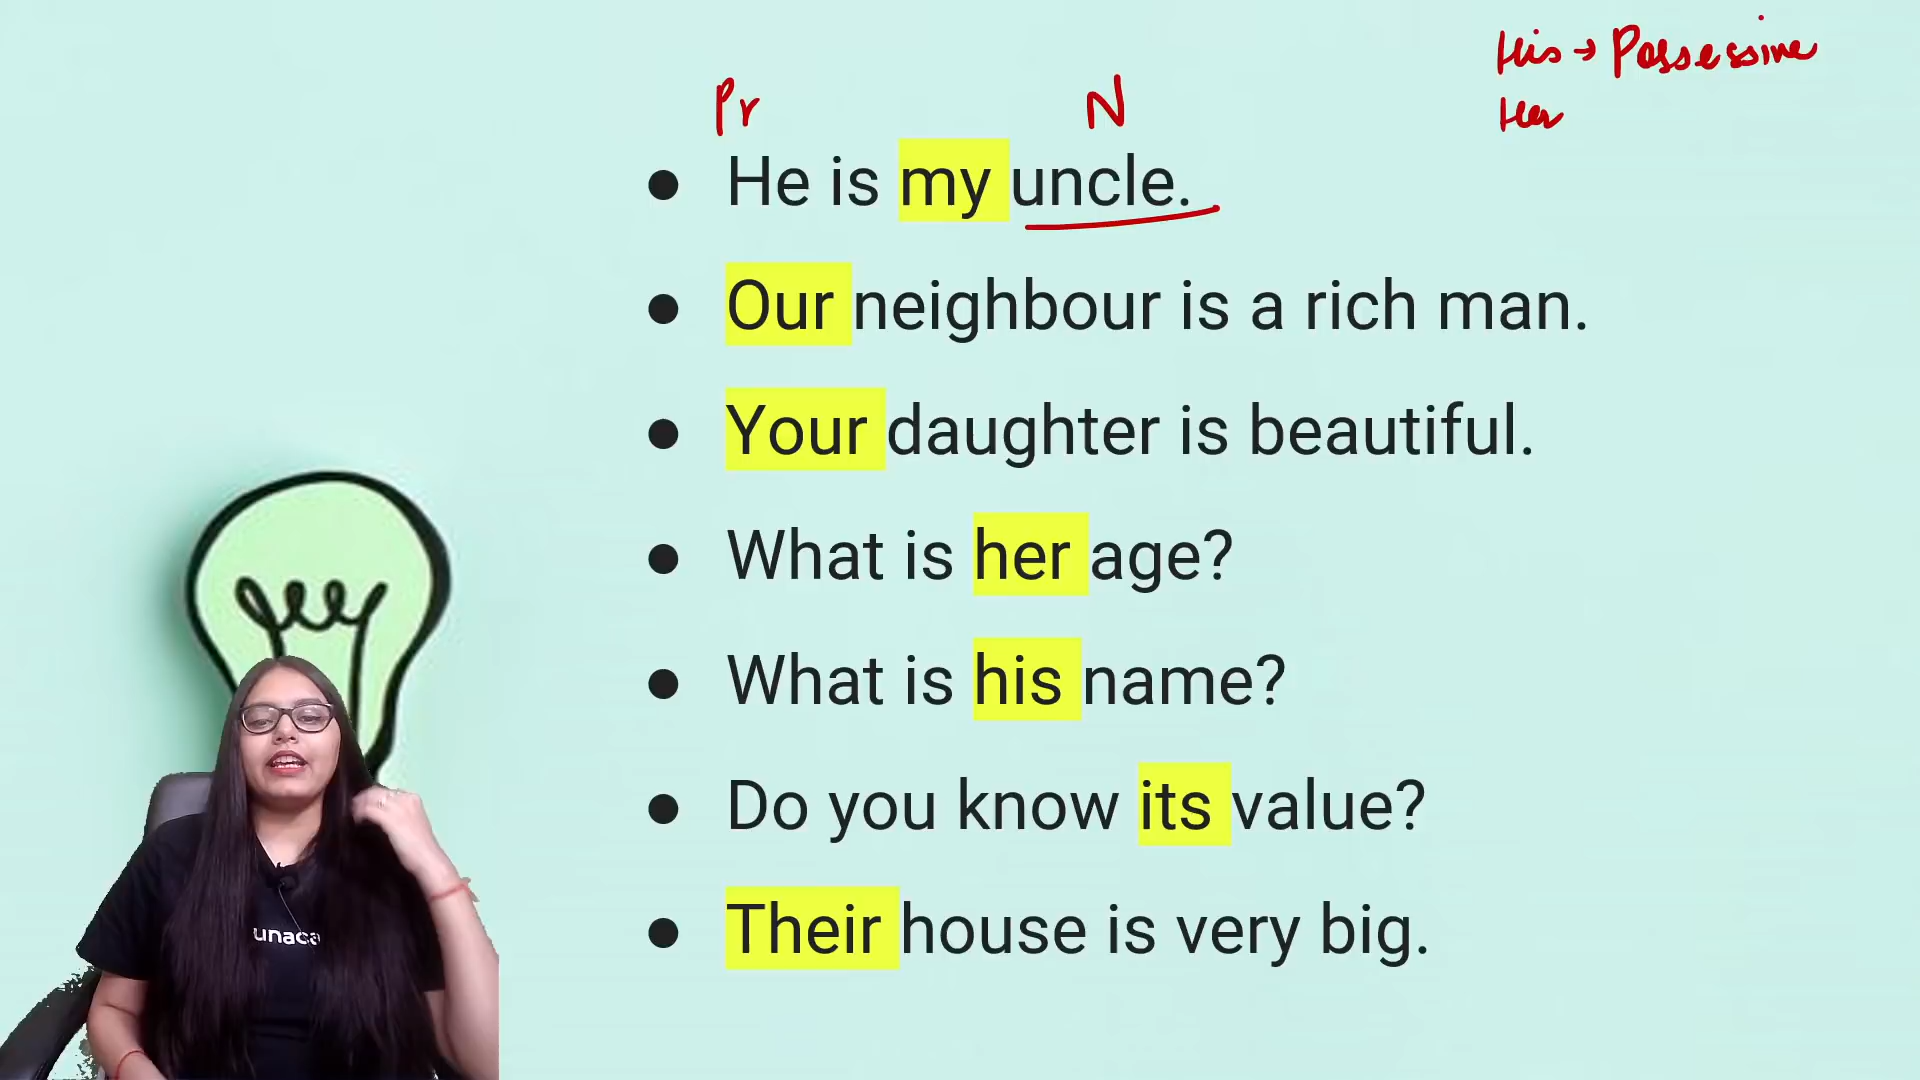 His → Possessive
Her
Pr
N
● He is my uncle.
● Our neighbour is a rich man.
● Your daughter is beautiful.
● What is her age?
● What is his name?
● Do you know its value?
● Their house is very big.
unaca